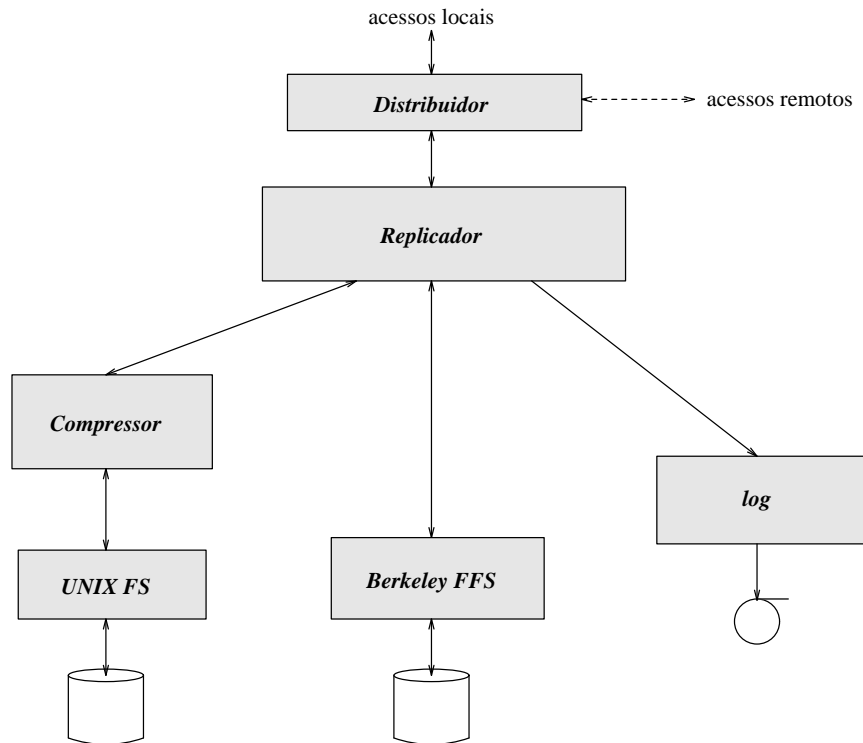 acessos locais
Distribuidor
acessos remotos
Replicador
Compressor
log
UNIX FS
Berkeley FFS